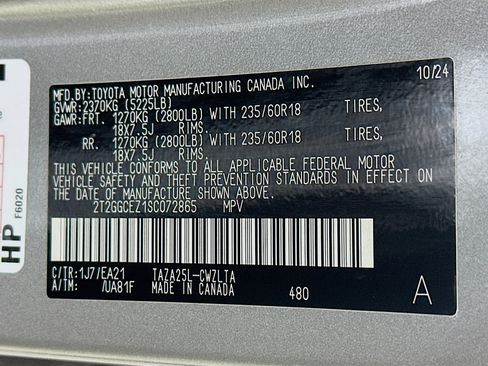 MFD.BY:TOYOTA MOTOR MANUFACTURING CANADA INC. 10/24
GVWR:2370KG (5225LB)
GAWR:FRT. 1270KG (2800LB) WITH 235/60R18 TIRES,
18X7.5J RIMS.
RR. 1270KG (2800LB) WITH 235/60R18 TIRES,
18X7.5J RIMS.
THIS VEHICLE CONFORMS TO ALL APPLICABLE FEDERAL MOTOR
VEHICLE SAFETY AND THEFT PREVENTION STANDARDS IN EFFECT ON
THE DATE OF MANUFACTURE SHOWN ABOVE.
2T2GGCEZ1SC072865 MPV
C/TR:1J7/EA21 TAZA25L-CWZLTA
A/TM: /UA81F MADE IN CANADA 480 A
HP F6020